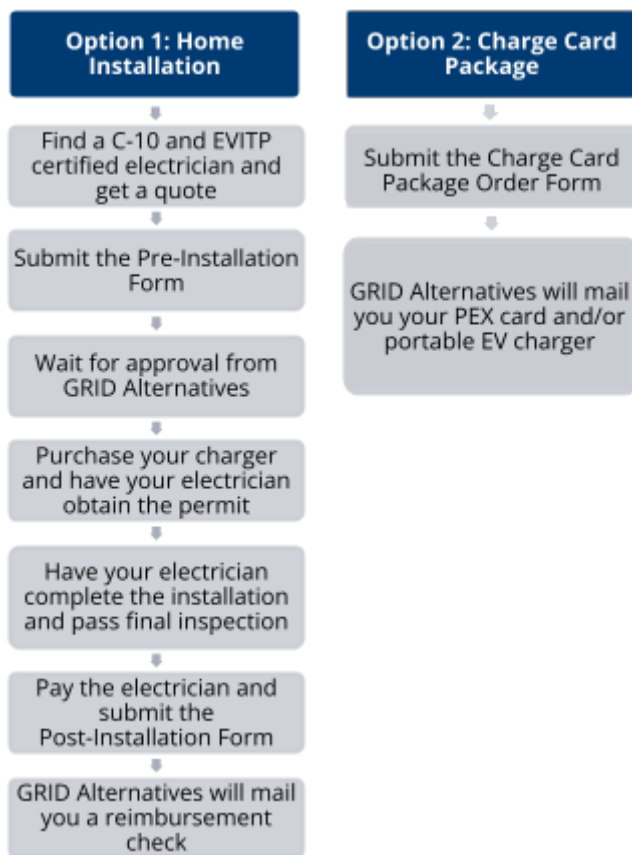 Option 1: Home
Installation
Find a C-10 and EVITP
certified electrician and
get a quote
Submit the Pre-Installation
Form
Wait for approval from
GRID Alternatives
Purchase your charger
and have your electrician
obtain the permit
Have your electrician
complete the installation
and pass final inspection
Pay the electrician and
submit the
Post-Installation Form
GRID Alternatives will mail
you a reimbursement
check
Option 2: Charge Card
Package
Submit the Charge Card
Package Order Form
GRID Alternatives will mail
you your PEX card and/or
portable EV charger